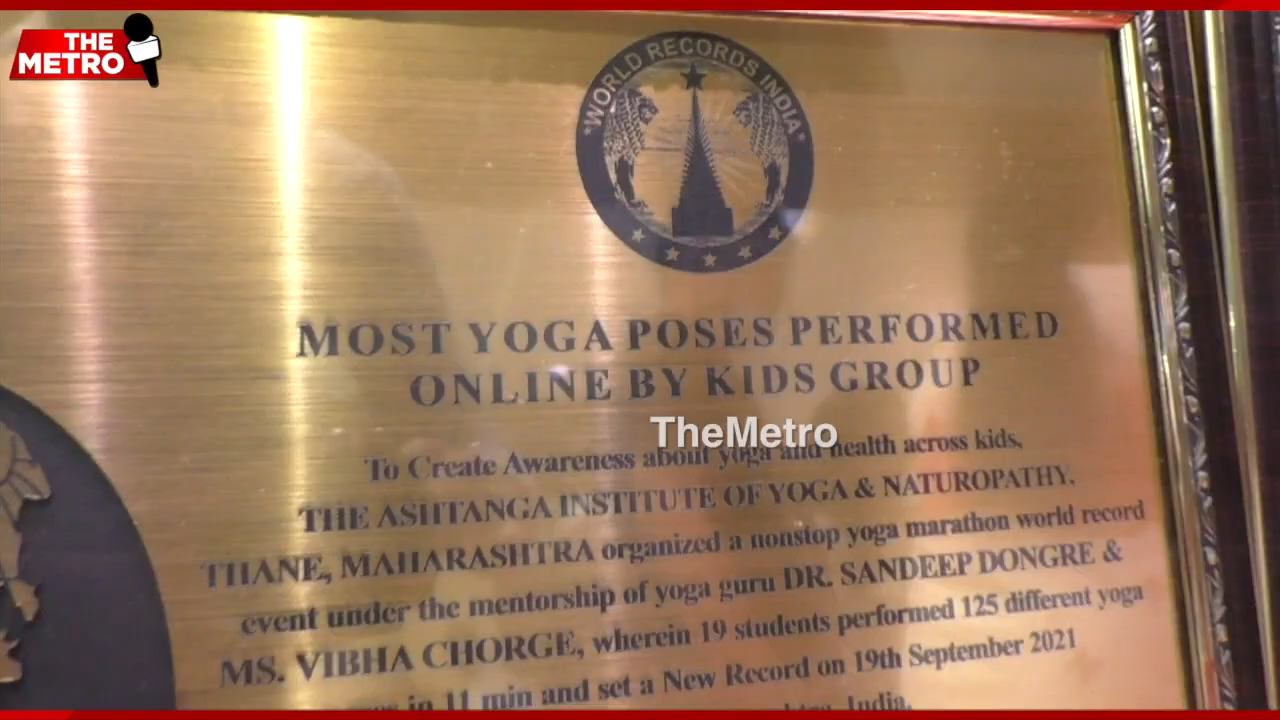 THE
METRO
*WORLD RECORDS INDIA*
MOST YOGA POSES PERFORMED
ONLINE BY KIDS GROUP
TheMetro
To Create Awareness about yoga and health across kids,
THE ASHTANGA INSTITUTE OF YOGA & NATUROPATHY,
THANE, MAHARASHTRA organized a nonstop yoga marathon world record
event under the mentorship of yoga guru DR. SANDEEP DONGRE &
MS. VIBHA CHORGE, wherein 19 students performed 125 different yoga
in 11 min and set a New Record on 19th September 2021
India.